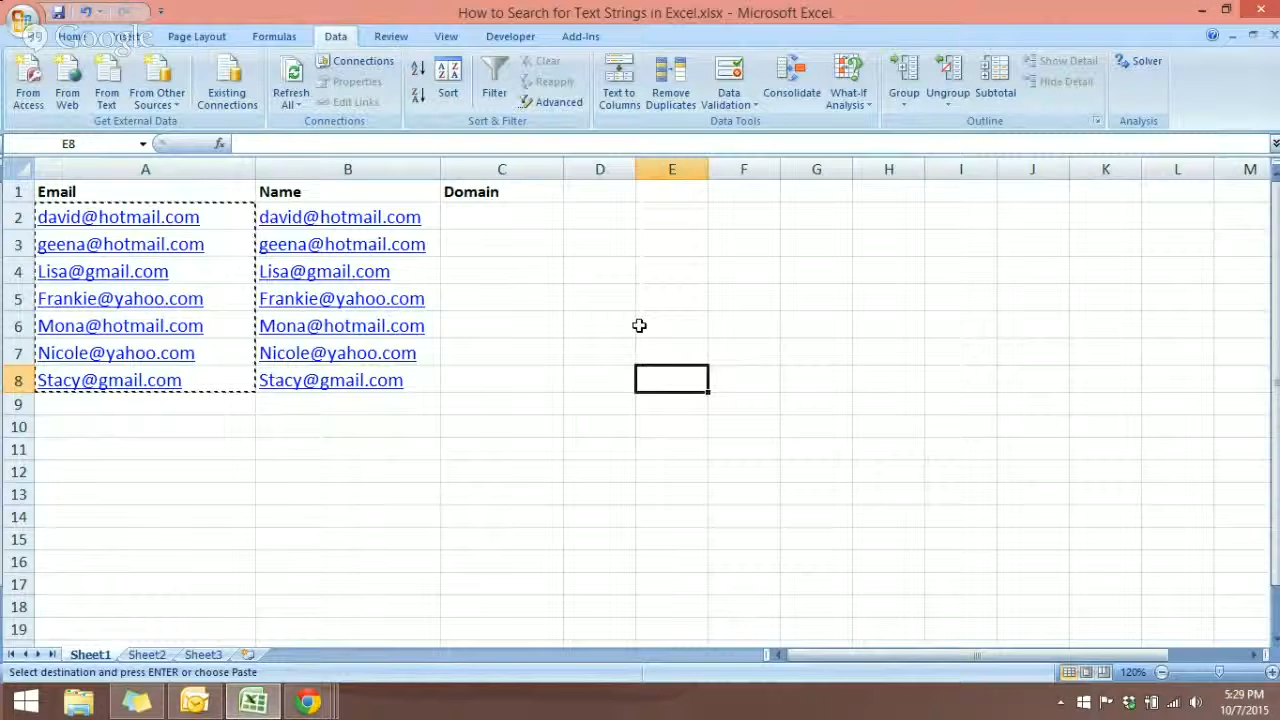 How to Search for Text Strings in Excel.xlsx - Microsoft Excel
Google
Home Insert Page Layout Formulas Data Review View Developer Add-Ins
From Access
From Web
From Text
From Other Sources
Existing Connections
Get External Data
Refresh All
Connections
Properties
Edit Links
Connections
Sort
Filter
Clear
Reapply
Advanced
Sort & Filter
Text to Columns
Remove Duplicates
Data Validation
Consolidate
What-If Analysis
Data Tools
Group
Ungroup
Subtotal
Show Detail
Hide Detail
Outline
Solver
Analysis
E8 fx
A B C D E F G H I J K L M
1 Email Name Domain
2 david@hotmail.com david@hotmail.com
3 geena@hotmail.com geena@hotmail.com
4 Lisa@gmail.com Lisa@gmail.com
5 Frankie@yahoo.com Frankie@yahoo.com
6 Mona@hotmail.com Mona@hotmail.com
7 Nicole@yahoo.com Nicole@yahoo.com
8 Stacy@gmail.com Stacy@gmail.com
9
10
11
12
13
14
15
16
17
18
19
Sheet1 Sheet2 Sheet3
Select destination and press ENTER or choose Paste 120%
5:29 PM
10/7/2015